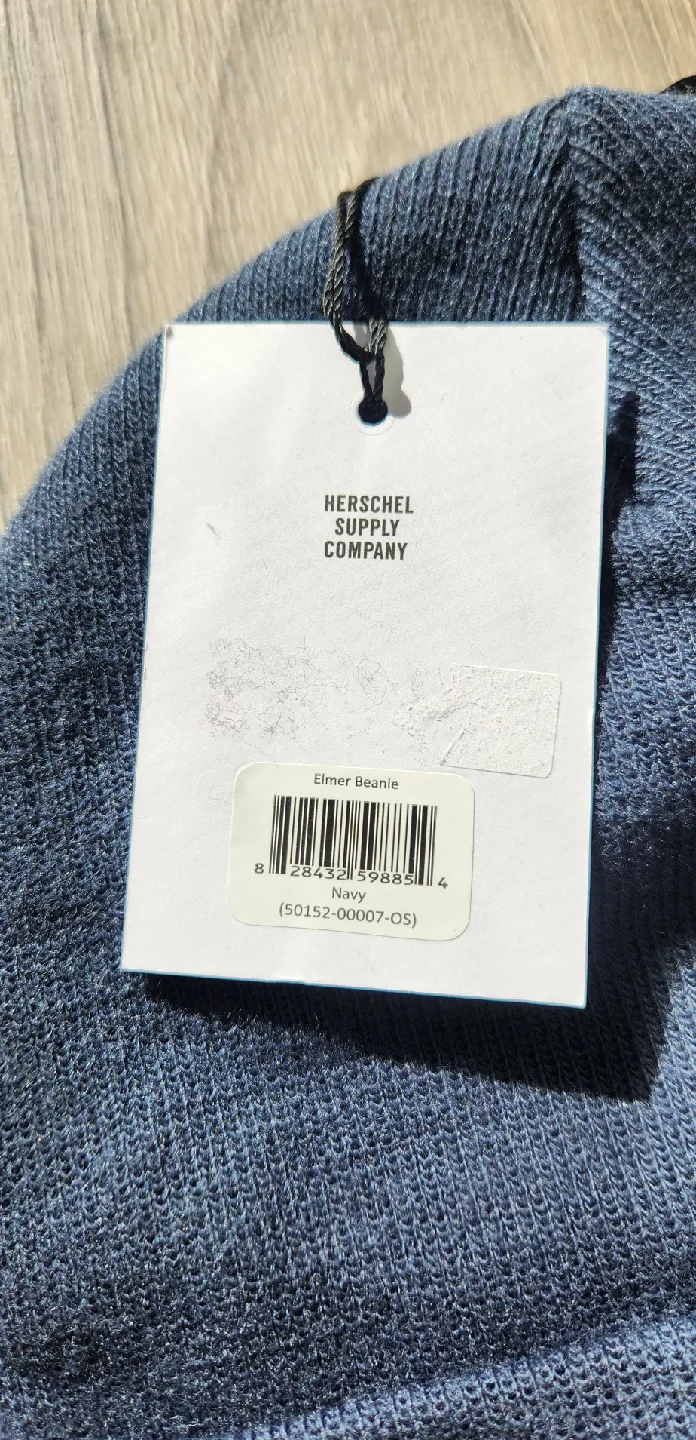 HERSCHEL
SUPPLY
COMPANY
Elmer Beanie
8 28432 59885 4
Navy
(50152-00007-OS)